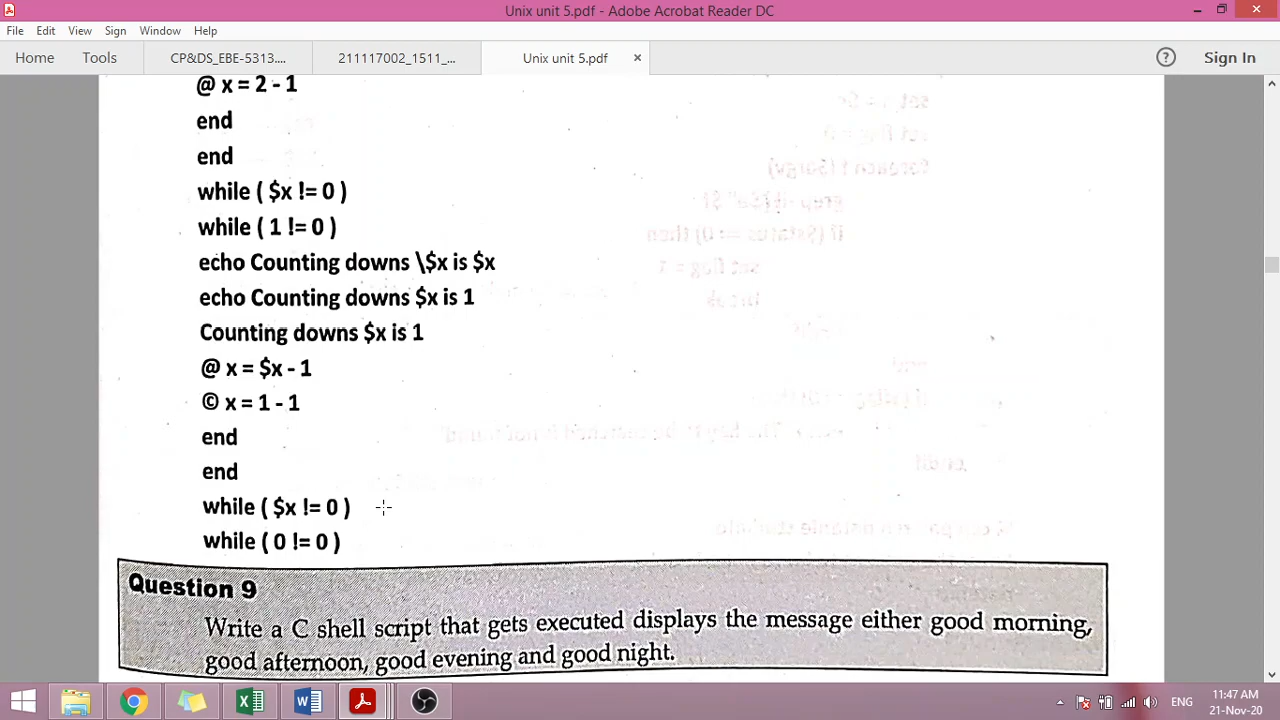 Unix unit 5.pdf - Adobe Acrobat Reader DC
File Edit View Sign Window Help
Home Tools CP&DS_EBE-5313.... 211117002_1511_... Unix unit 5.pdf × ? Sign In
@ x = 2 - 1
end
end
while ( $x != 0 )
while ( 1 != 0 )
echo Counting downs \$x is $x
echo Counting downs $x is 1
Counting downs $x is 1
@ x = $x - 1
© x = 1 - 1
end
end
while ( $x != 0 )
while ( 0 != 0 )
Question 9
Write a C shell script that gets executed displays the message either good morning,
good afternoon, good evening and good night.
ENG
11:47 AM
21-Nov-20